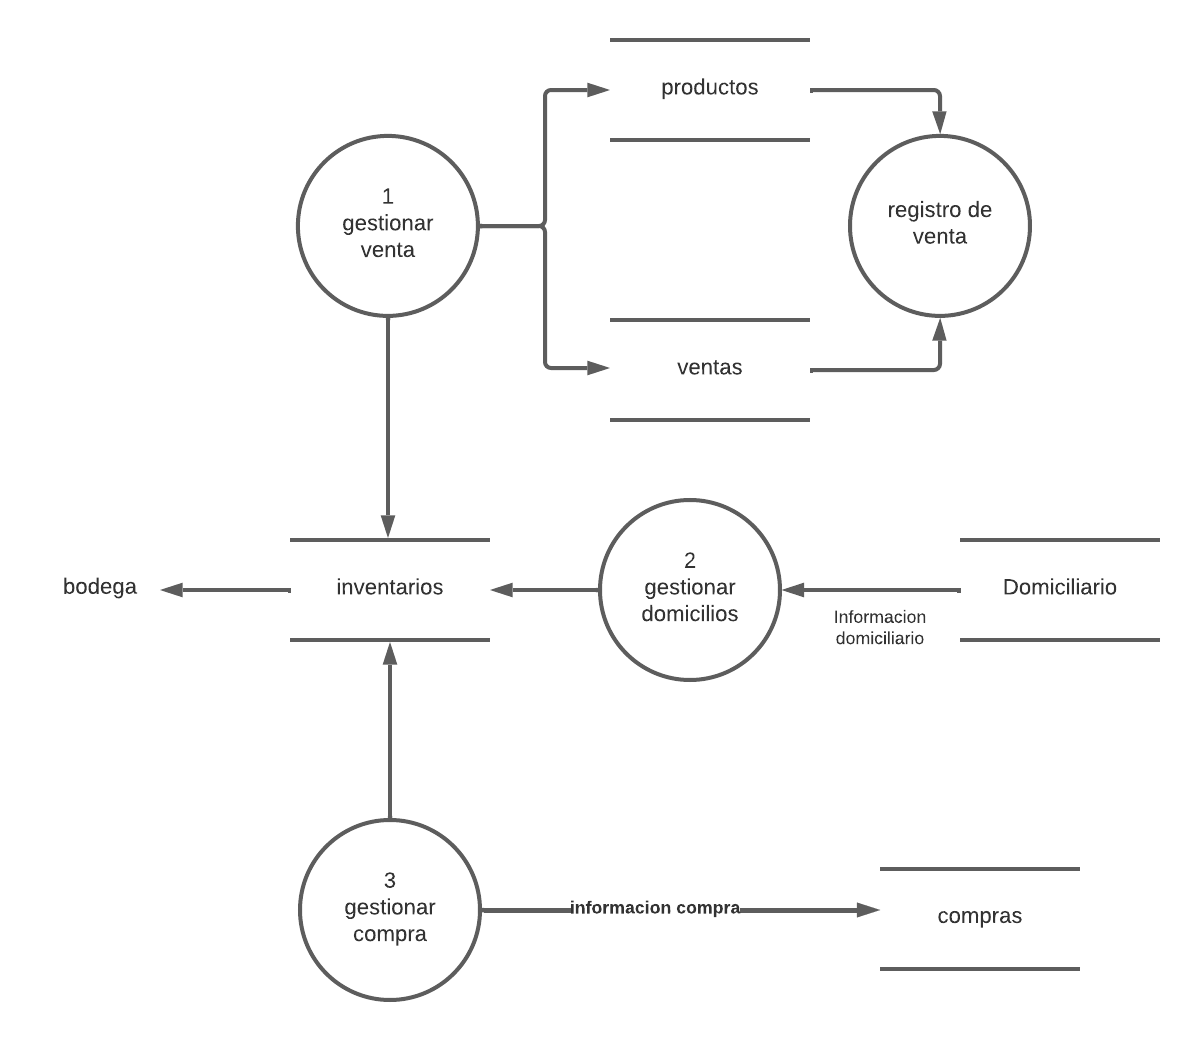 productos
1
gestionar
venta
registro de
venta
ventas
bodega
inventarios
2
gestionar
domicilios
Domiciliario
Informacion
domiciliario
3
gestionar
compra
informacion compra
compras